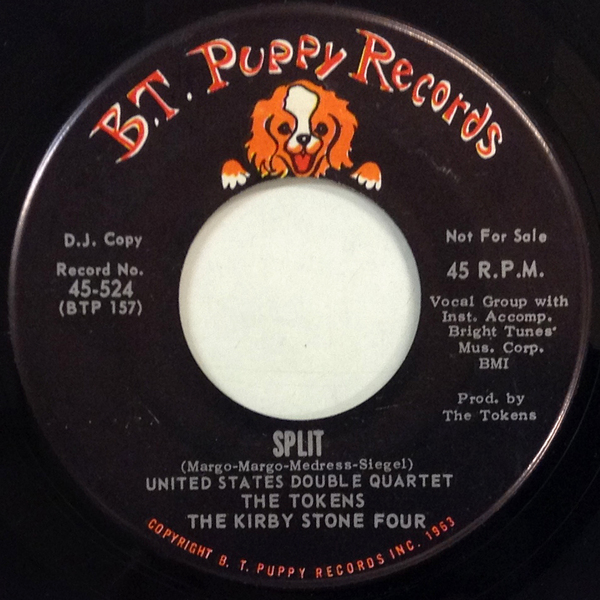 B.T. PUPPY RECORDS
D.J. Copy
Record No.
45-524
(BTP 157)
Not For Sale
45 R.P.M.
Vocal Group with
Inst. Accomp.
Bright Tunes'
Mus. Corp.
BMI
Prod. by
The Tokens
SPLIT
(Margo-Margo-Medress-Siegel)
UNITED STATES DOUBLE QUARTET
THE TOKENS
THE KIRBY STONE FOUR
COPYRIGHT B. T. PUPPY RECORDS INC. 1963